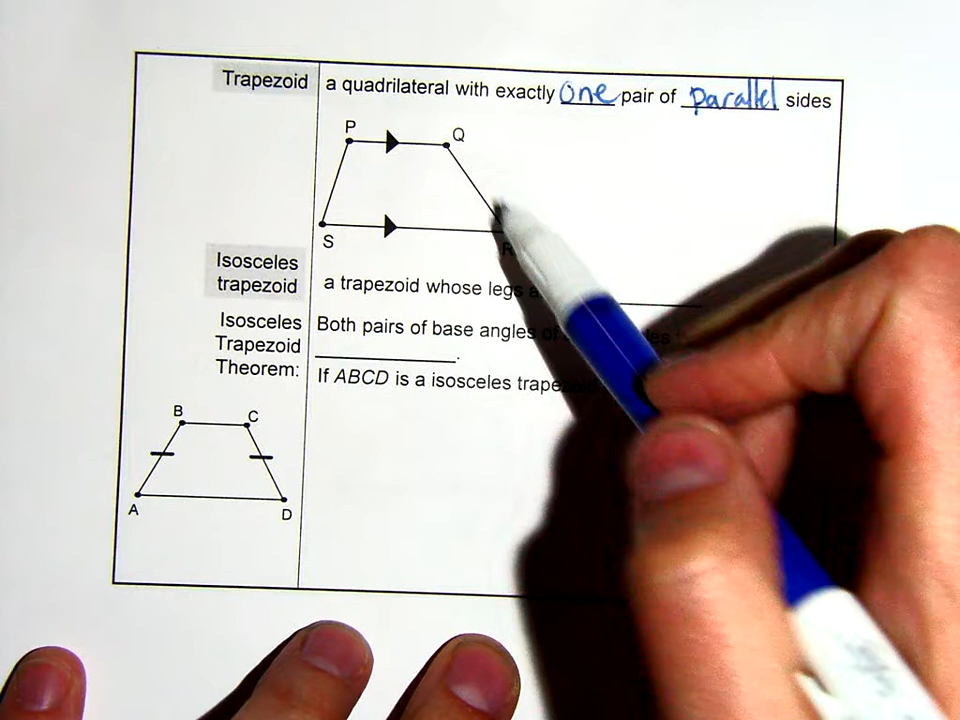 Trapezoid
a quadrilateral with exactly one pair of parallel sides
P
Q
S
R
Isosceles
trapezoid
a trapezoid whose legs
Isosceles
Trapezoid
Theorem:
Both pairs of base angles of
.
If ABCD is a isosceles
B
C
A
D